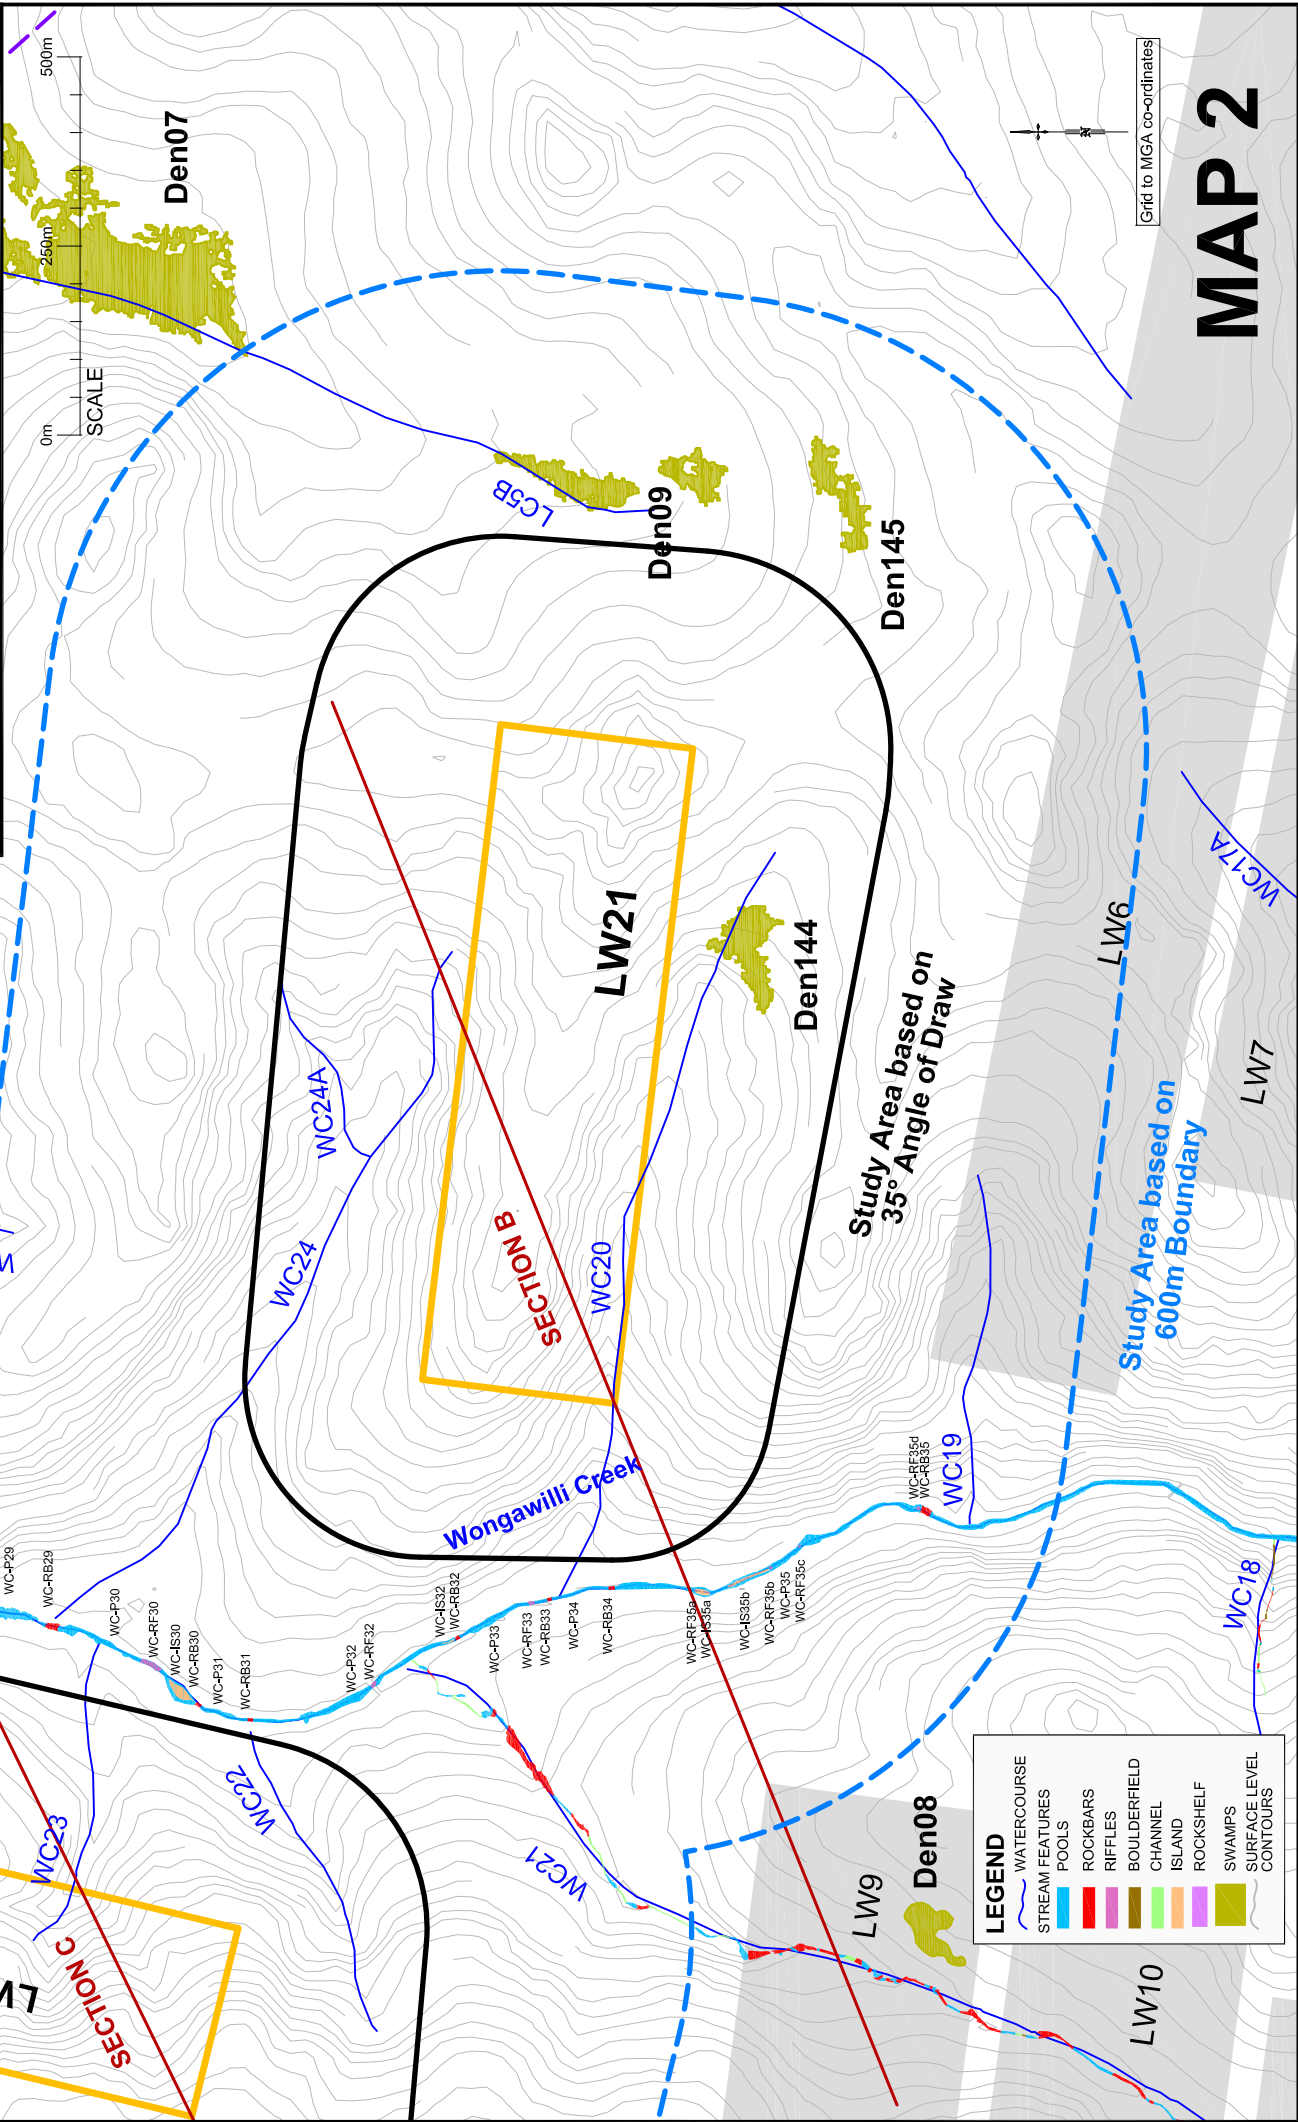 500m
250m
0m
SCALE
Den07
Grid to MGA co-ordinates
N
MAP 2
LC5B
Den09
Den145
LW21
Den144
WC24A
WC24
SECTION B
WC20
Study Area based on
35° Angle of Draw
LW6
WC17A
LW7
Study Area based on
600m Boundary
Wongawilli Creek
WC-RF35d
WC-RB35
WC19
WC18
WC-P29
WC-RB29
WC-P30
WC-RF30
WC-IS30
WC-RB30
WC-P31
WC-RB31
WC-P32
WC-RF32
WC-IS32
WC-RB32
WC-P33
WC-RF33
WC-RB33
WC-P34
WC-RB34
WC-RF35a
WC-IS35a
WC-IS35b
WC-RF35b
WC-P35
WC-RF35c
WC23
WC22
WC21
SECTION C
LW9
Den08
LW10
LEGEND
WATERCOURSE
STREAM FEATURES
POOLS
ROCKBARS
RIFFLES
BOULDERFIELD
CHANNEL
ISLAND
ROCKSHELF
SWAMPS
SURFACE LEVEL
CONTOURS